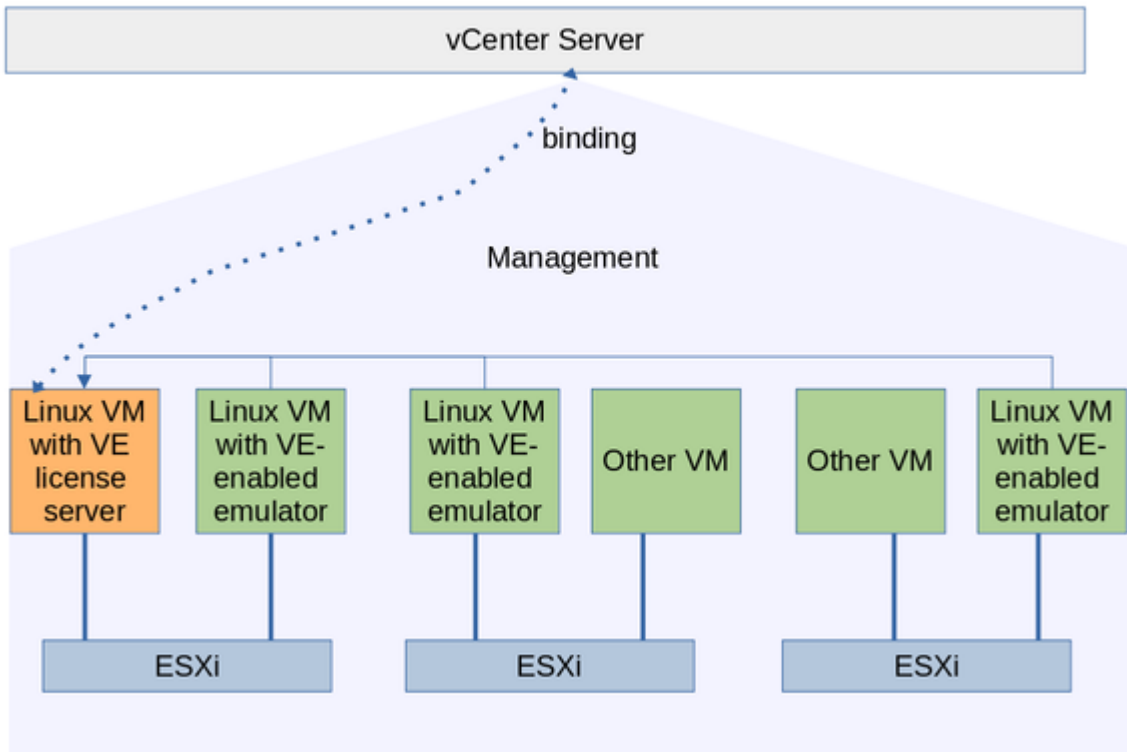 vCenter Server
binding
Management
Linux VM
with VE
license
server
Linux VM
with VE-
enabled
emulator
Linux VM
with VE-
enabled
emulator
Other VM
Other VM
Linux VM
with VE-
enabled
emulator
ESXi
ESXi
ESXi